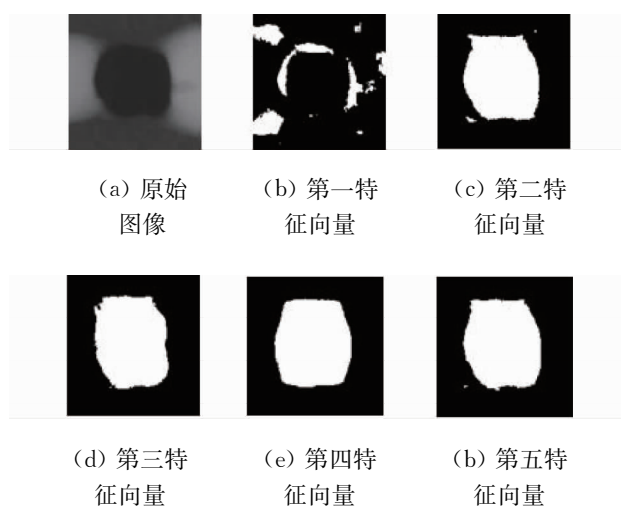 (a) 原始
图像
(b) 第一特
征向量
(c) 第二特
征向量
(d) 第三特
征向量
(e) 第四特
征向量
(b) 第五特
征向量